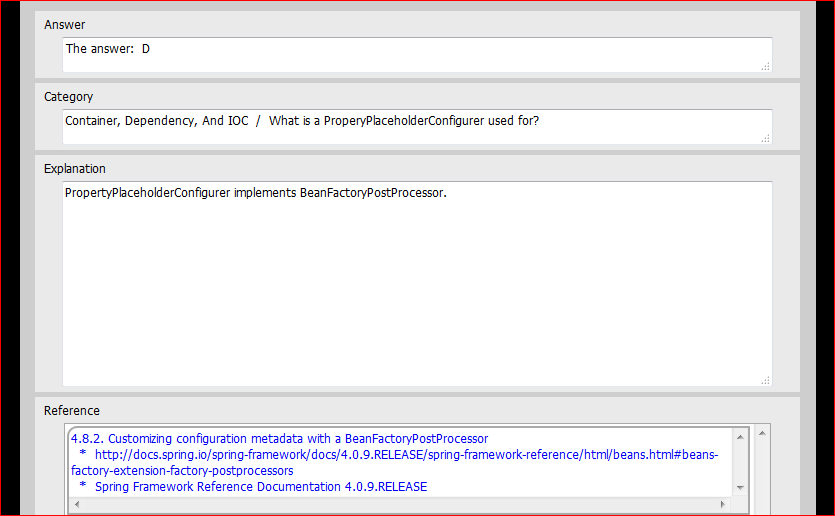 Answer
The answer:  D
Category
Container, Dependency, And IOC  /  What is a ProperyPlaceholderConfigurer used for?
Explanation
PropertyPlaceholderConfigurer implements BeanFactoryPostProcessor.
Reference
4.8.2. Customizing configuration metadata with a BeanFactoryPostProcessor
* http://docs.spring.io/spring-framework/docs/4.0.9.RELEASE/spring-framework-reference/html/beans.html#beans-
factory-extension-factory-postprocessors
* Spring Framework Reference Documentation 4.0.9.RELEASE